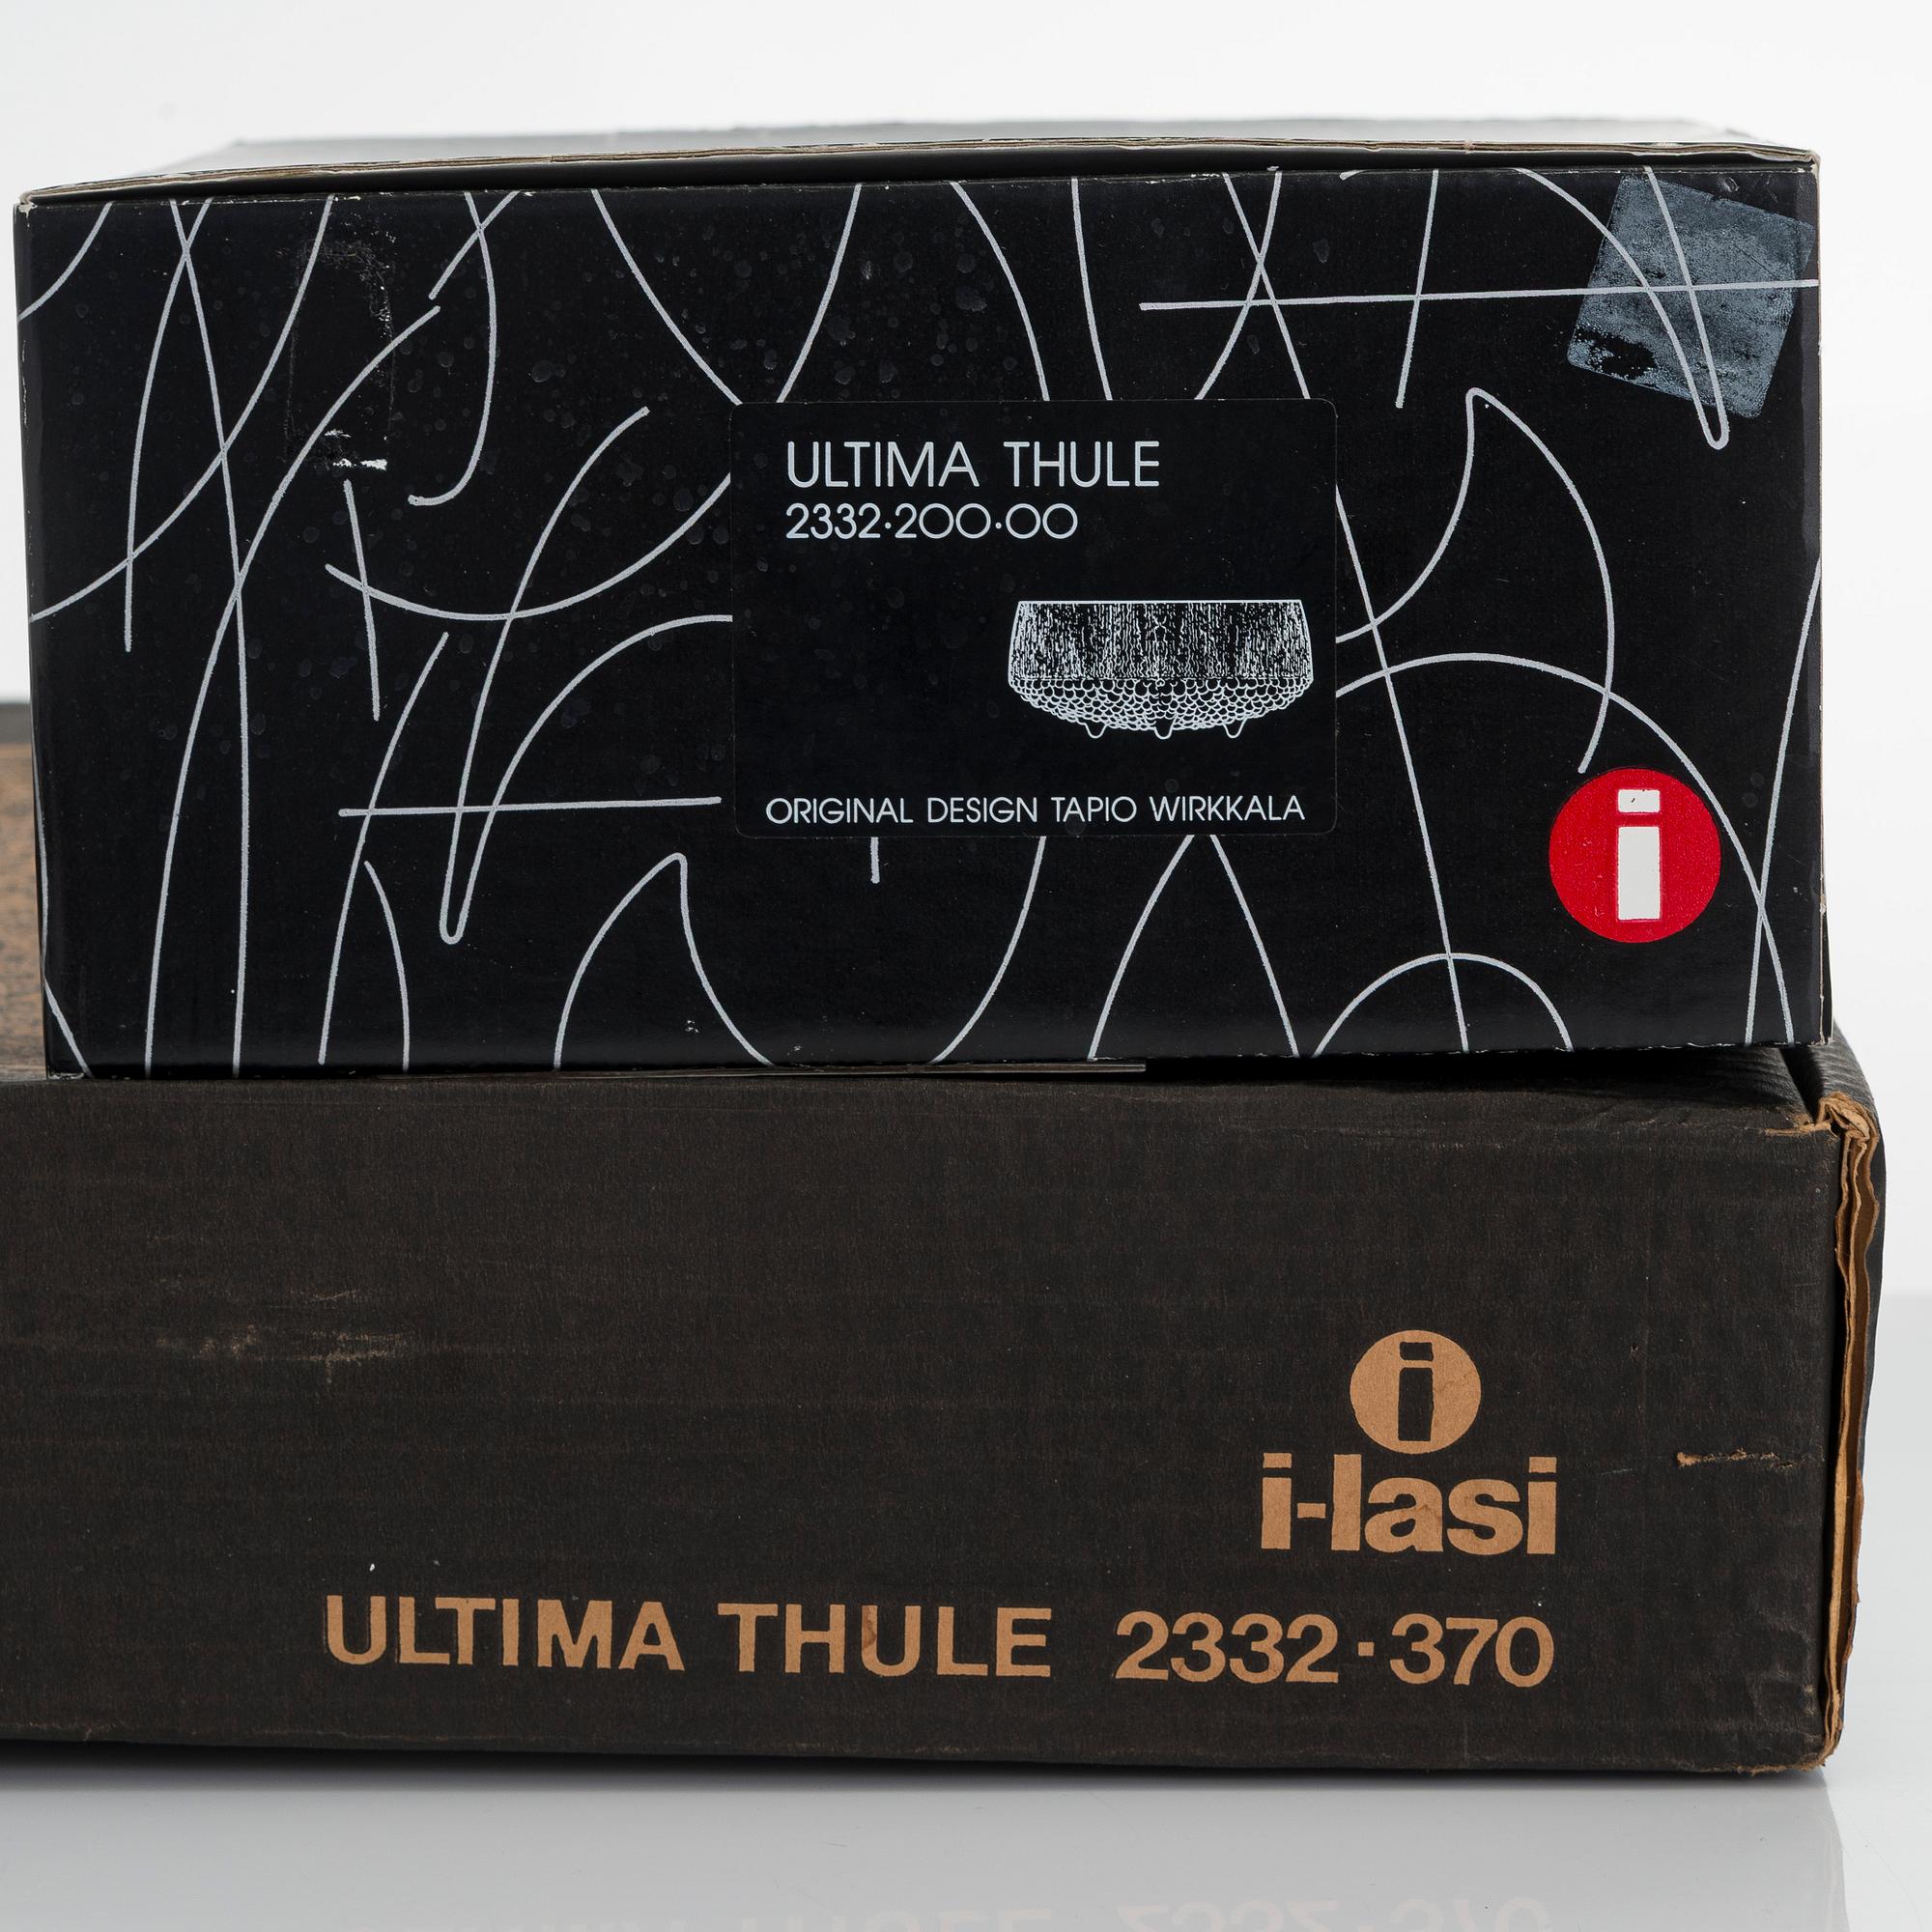 ULTIMA THULE
2332·200·00
ORIGINAL DESIGN TAPIO WIRKKALA
i
i
i-lasi
ULTIMA THULE 2332·370